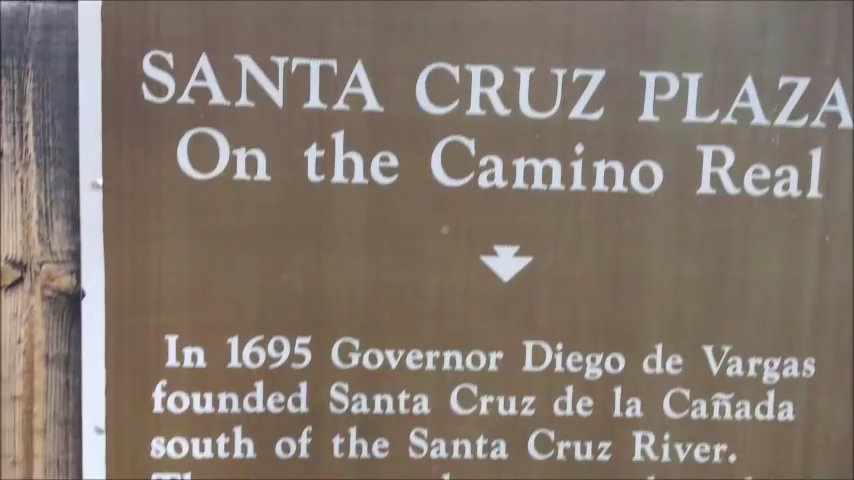 SANTA CRUZ PLAZA
On the Camino Real
In 1695 Governor Diego de Vargas
founded Santa Cruz de la Cañada
south of the Santa Cruz River.